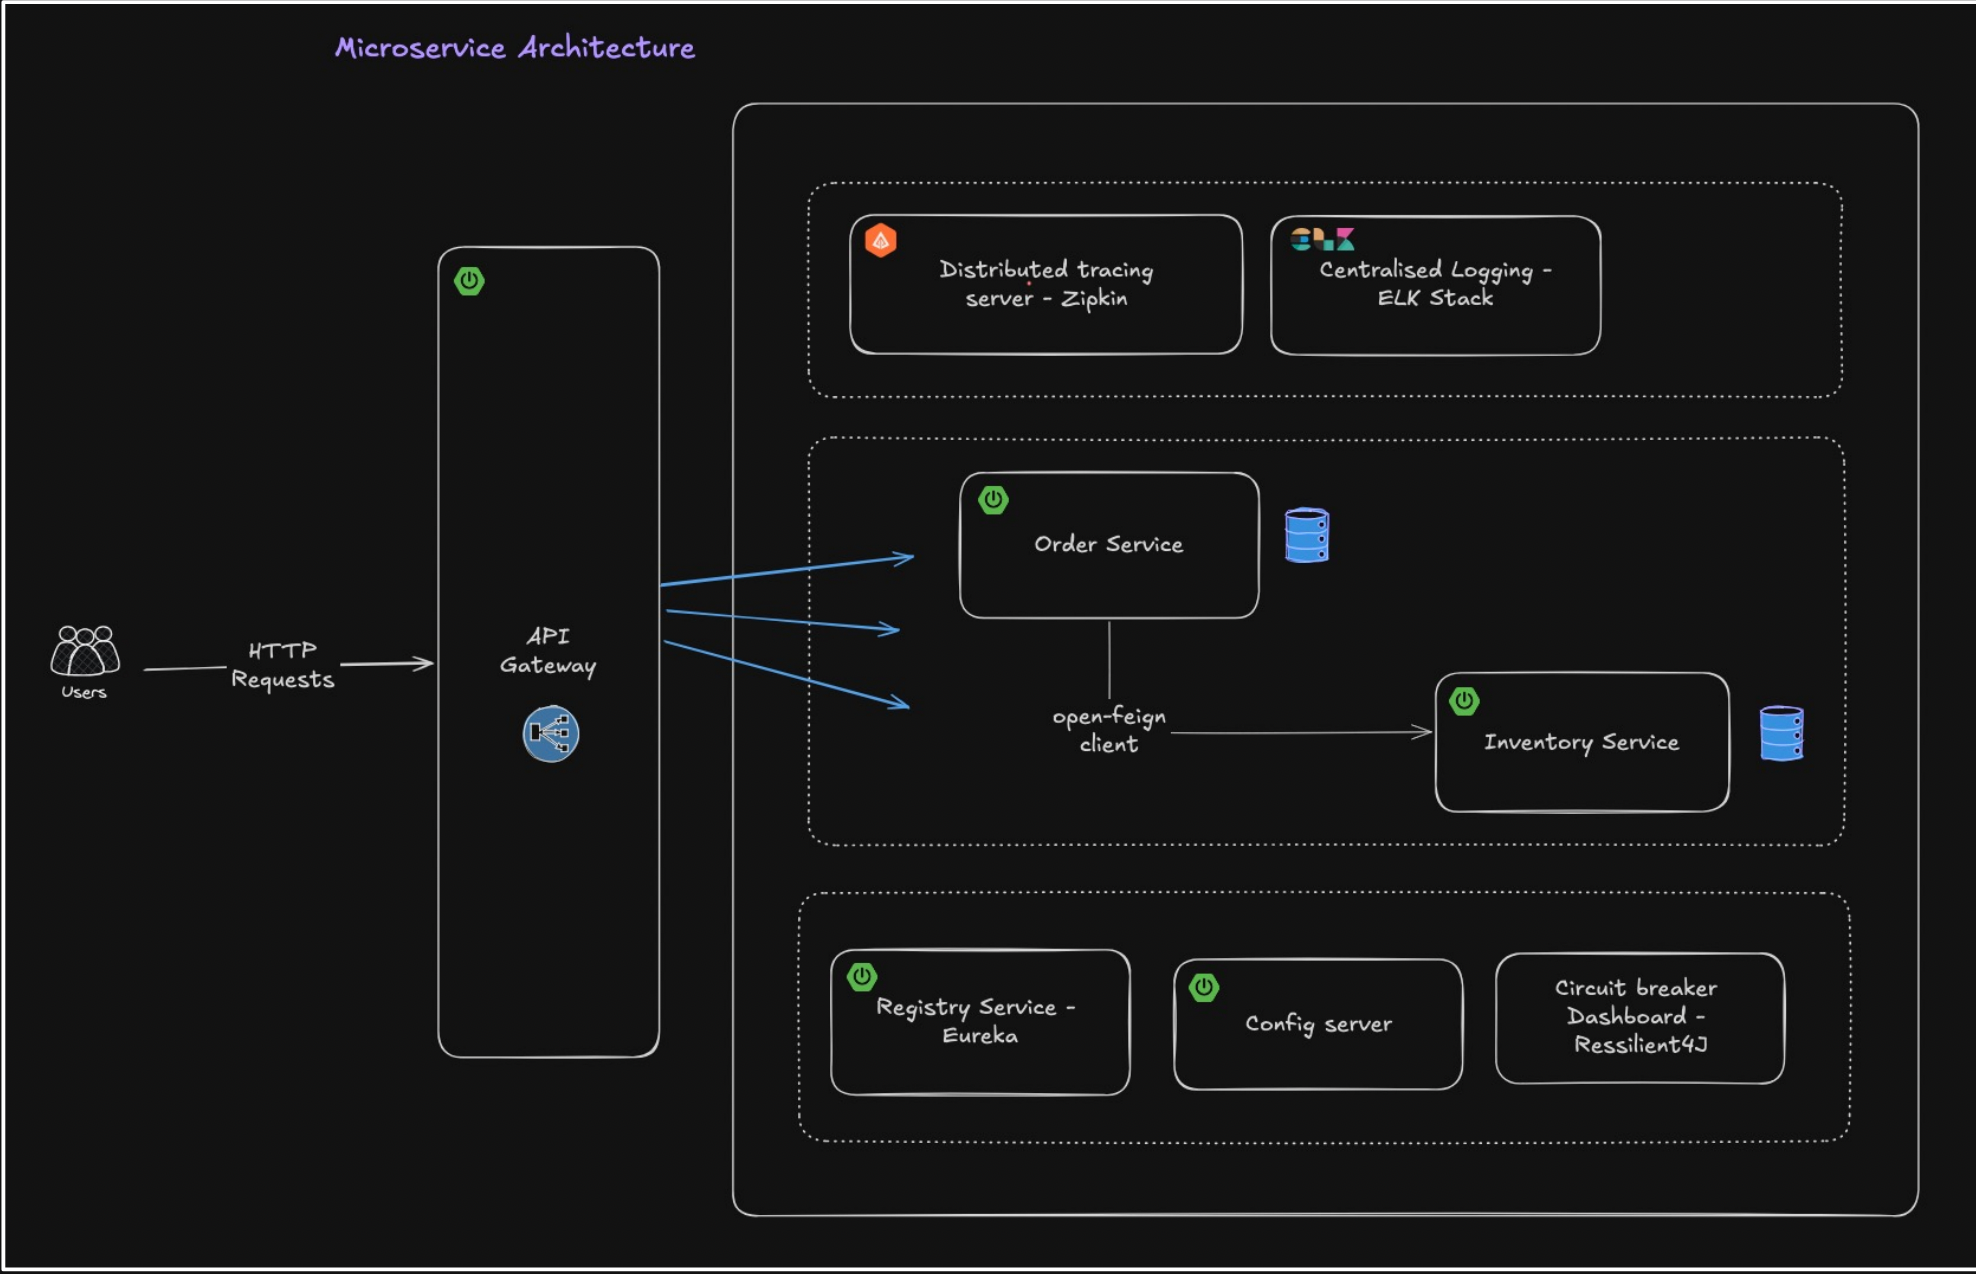 Microservice Architecture
Distributed tracing
server - Zipkin
ELK
Centralised Logging -
ELK Stack
Order Service
Users
HTTP
Requests
API
Gateway
open-feign
client
Inventory Service
Registry Service -
Eureka
Config server
Circuit breaker
Dashboard -
Ressilient4J